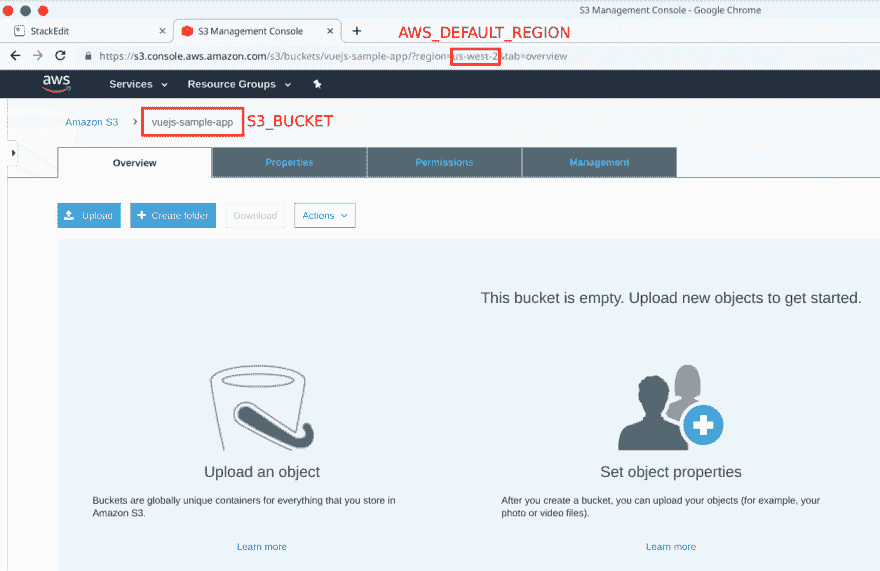 S3 Management Console - Google Chrome
StackEdit
S3 Management Console
AWS_DEFAULT_REGION
https://s3.console.aws.amazon.com/s3/buckets/vuejs-sample-app/?region=us-west-2&tab=overview
aws
Services
Resource Groups
Amazon S3
vuejs-sample-app
S3_BUCKET
Overview
Properties
Permissions
Management
Upload
Create folder
Download
Actions
This bucket is empty. Upload new objects to get started.
Upload an object
Buckets are globally unique containers for everything that you store in
Amazon S3.
Learn more
Set object properties
After you create a bucket, you can upload your objects (for example, your
photo or video files).
Learn more